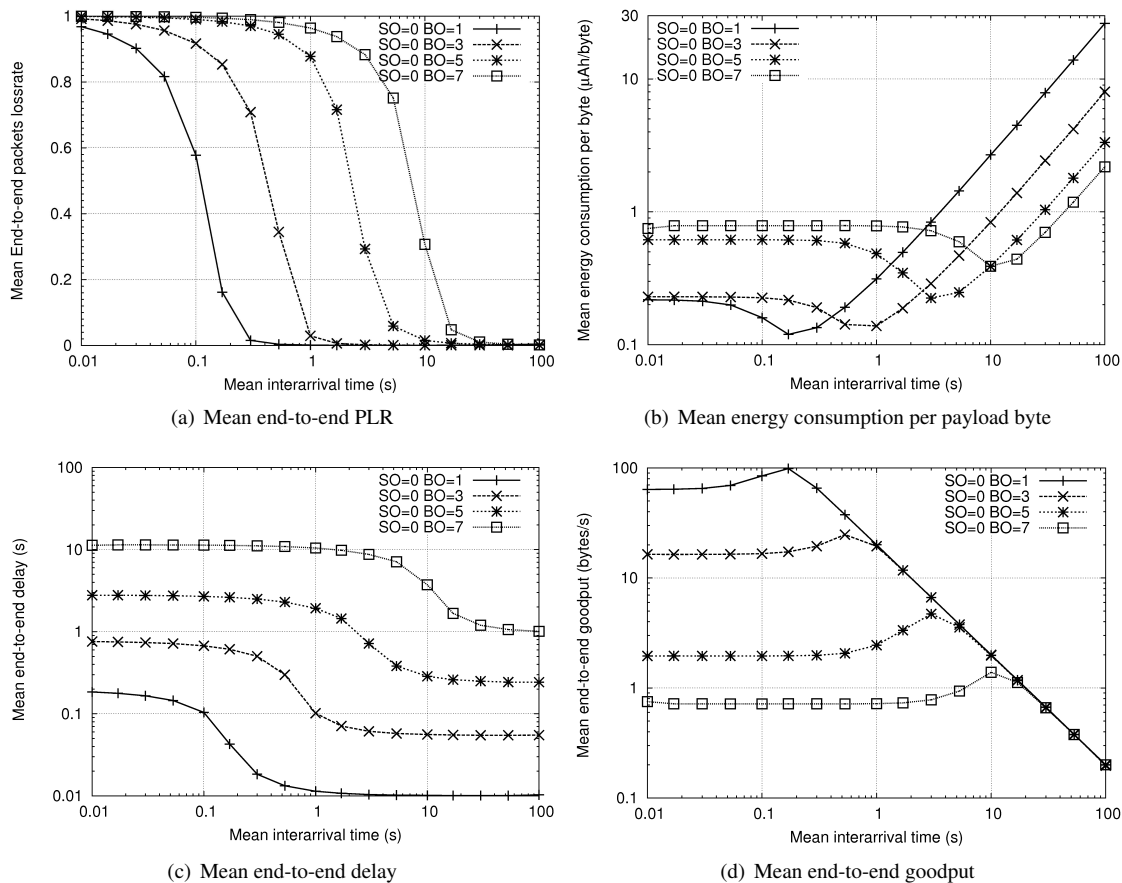 Mean End-to-end packets lossrate
1
0.8
0.6
0.4
0.2
0
0.01
0.1
1
10
100
SO=0 BO=1
SO=0 BO=3
SO=0 BO=5
SO=0 BO=7
Mean interarrival time (s)
(a) Mean end-to-end PLR
Mean energy consumption per byte (µAh/byte)
30
10
1
0.1
0.01
0.1
1
10
100
SO=0 BO=1
SO=0 BO=3
SO=0 BO=5
SO=0 BO=7
Mean interarrival time (s)
(b) Mean energy consumption per payload byte
Mean end-to-end delay (s)
100
10
1
0.1
0.01
0.01
0.1
1
10
100
SO=0 BO=1
SO=0 BO=3
SO=0 BO=5
SO=0 BO=7
Mean interarrival time (s)
(c) Mean end-to-end delay
Mean end-to-end goodput (bytes/s)
100
10
1
0.1
0.01
0.1
1
10
100
SO=0 BO=1
SO=0 BO=3
SO=0 BO=5
SO=0 BO=7
Mean interarrival time (s)
(d) Mean end-to-end goodput